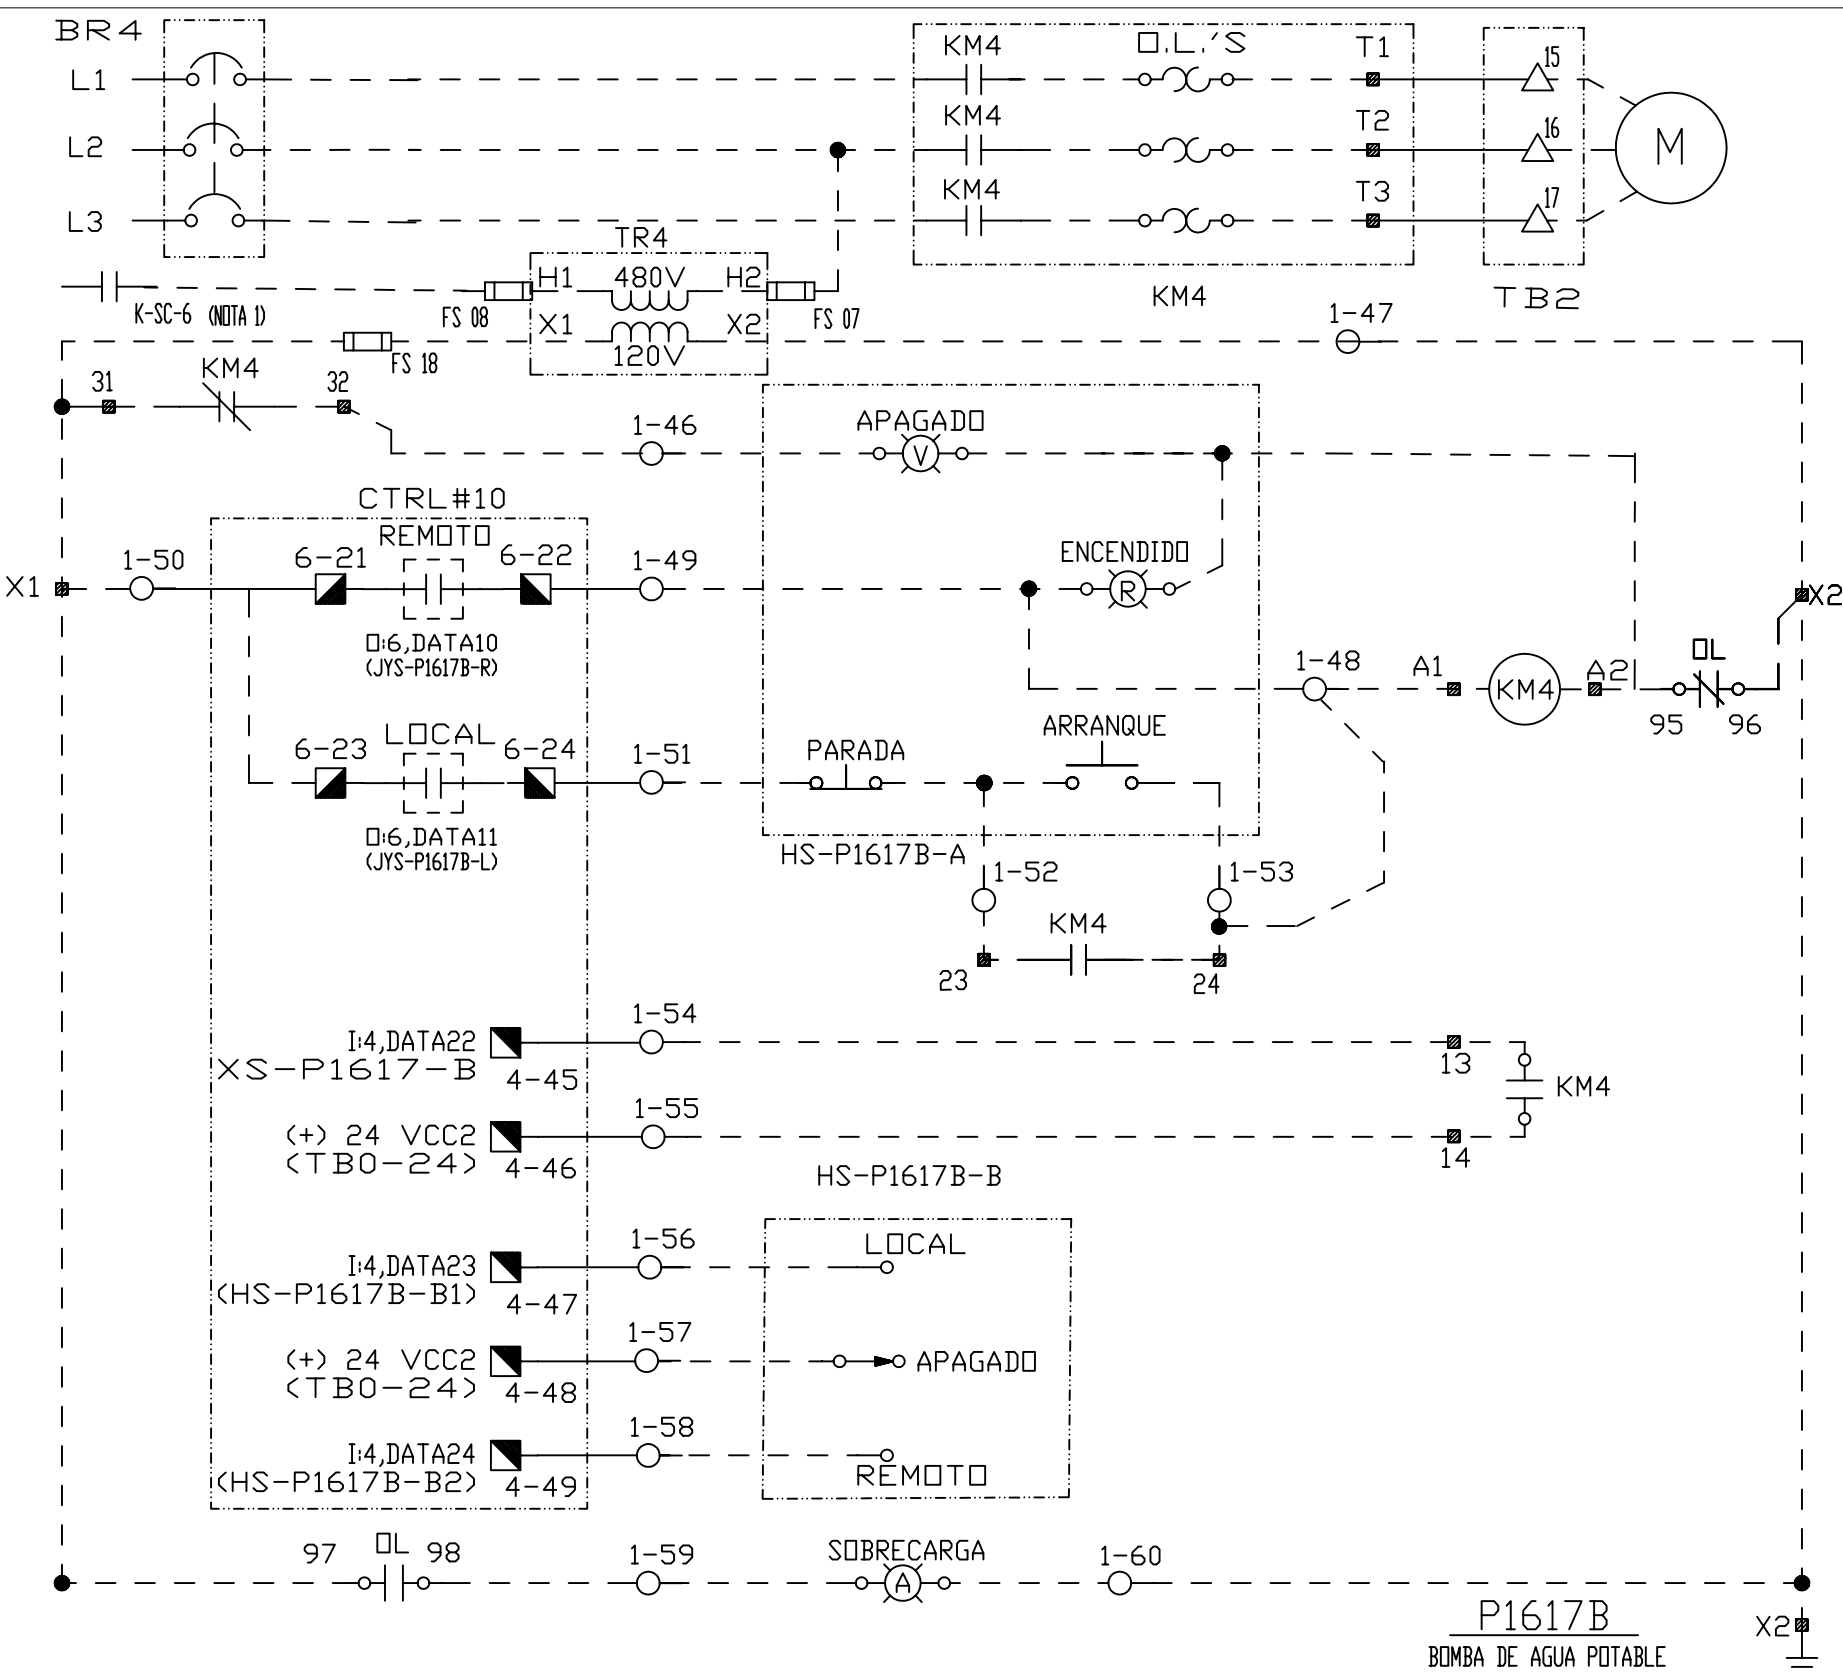 BR4
KM4 O.L.'S T1 15
L1
KM4 T2 16
L2 M
KM4 T3 17
L3
TR4
H1 480V H2
K-SC-6 (NOTA 1) FS 08 FS 07 KM4 TB2
X1 120V X2 1-47
FS 18
31 KM4 32
1-46 APAGADO
V
CTRL#10
REMOTO
1-50 6-21 6-22 1-49 ENCENDIDO
X1 R X2
O:6,DATA10
(JYS-P1617B-R)
1-48 A1 KM4 A2 OL
95 96
LOCAL
6-23 6-24 1-51 PARADA ARRANQUE
O:6,DATA11
(JYS-P1617B-L)
HS-P1617B-A
1-52 1-53
KM4
23 24
1-54
I:4,DATA22
XS-P1617-B 4-45 13
KM4
1-55
(+) 24 VCC2
(TB0-24) 4-46 14
HS-P1617B-B
1-56 LOCAL
I:4,DATA23
(HS-P1617B-B1) 4-47
1-57
(+) 24 VCC2 APAGADO
(TB0-24) 4-48
1-58
I:4,DATA24
(HS-P1617B-B2) 4-49 REMOTO
97 OL 98 1-59 SOBRECARGA 1-60
A
P1617B
X2
BOMBA DE AGUA POTABLE